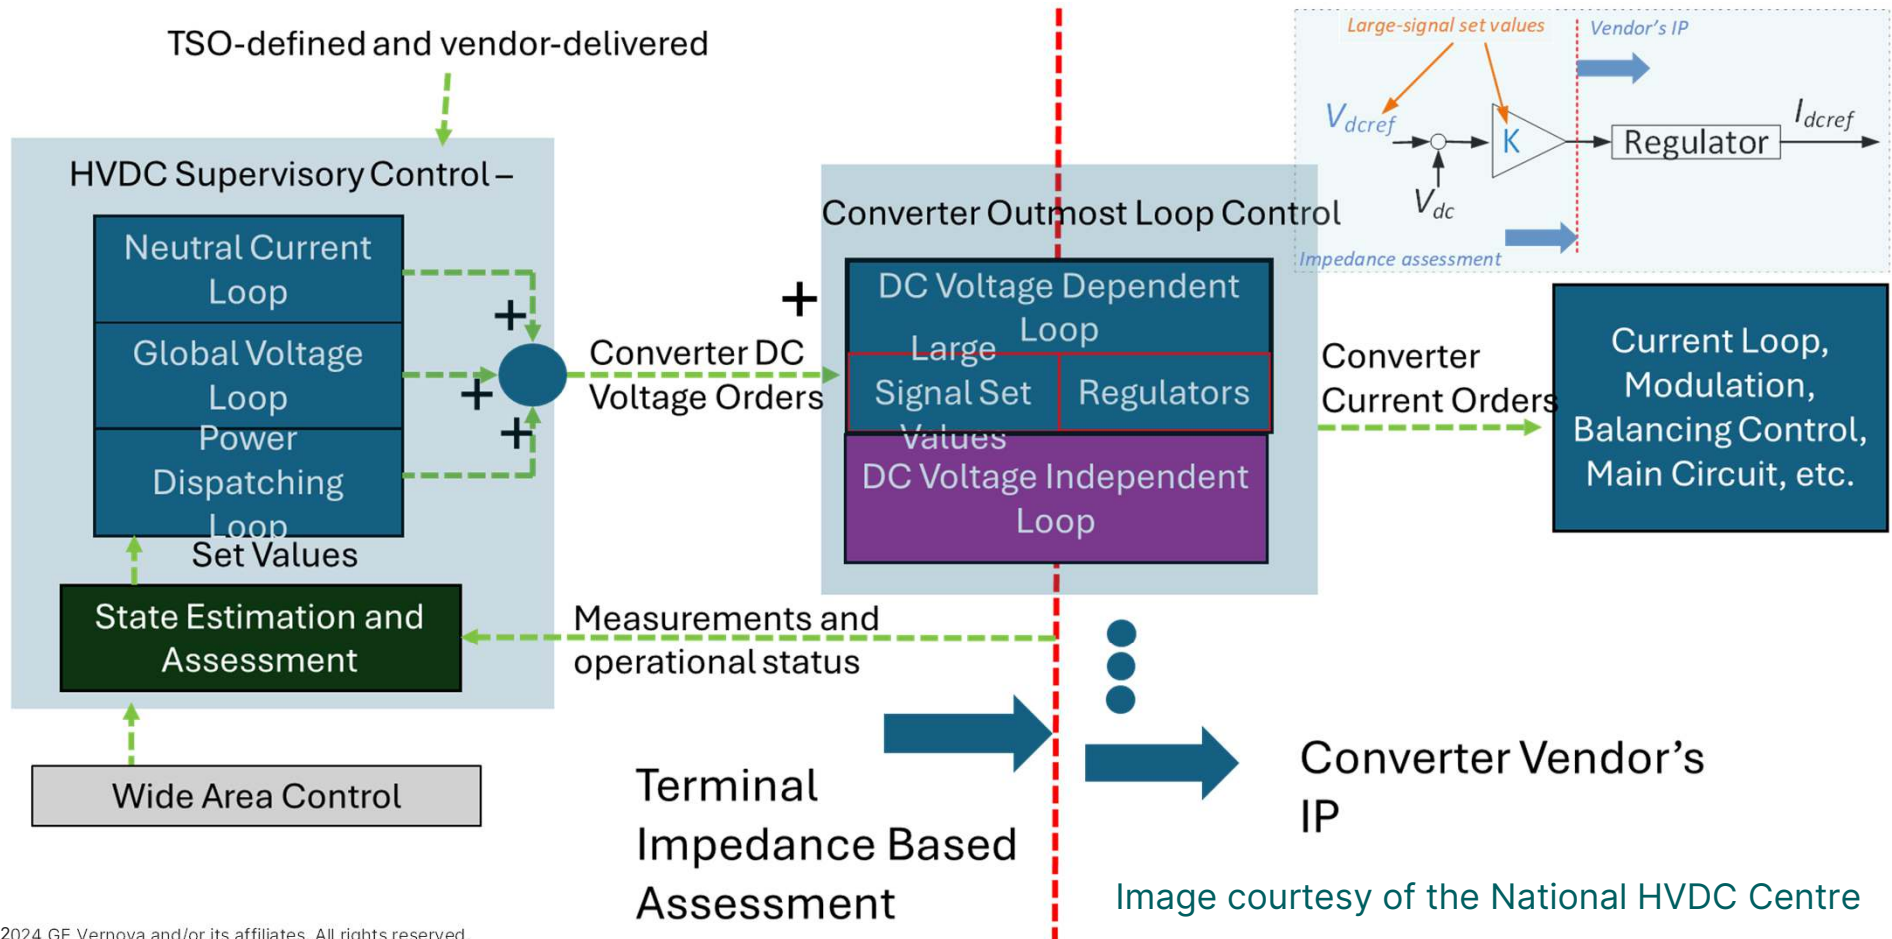 TSO-defined and vendor-delivered
HVDC Supervisory Control –
Neutral Current
Loop
Global Voltage
Loop
Power
Dispatching
Loop
Set Values
State Estimation and
Assessment
Wide Area Control
+
+
+
Converter DC
Voltage Orders
+
Converter Outmost Loop Control
DC Voltage Dependent
Loop
Large
Signal Set
Values
Regulators
DC Voltage Independent
Loop
Measurements and
operational status
Terminal
Impedance Based
Assessment
Converter Vendor's
IP
Converter
Current Orders
Current Loop,
Modulation,
Balancing Control,
Main Circuit, etc.
Large-signal set values
Vendor's IP
Vdcref
K
Regulator
Idcref
Vdc
Impedance assessment
Image courtesy of the National HVDC Centre
2024 GE Vernova and/or its affiliates. All rights reserved.